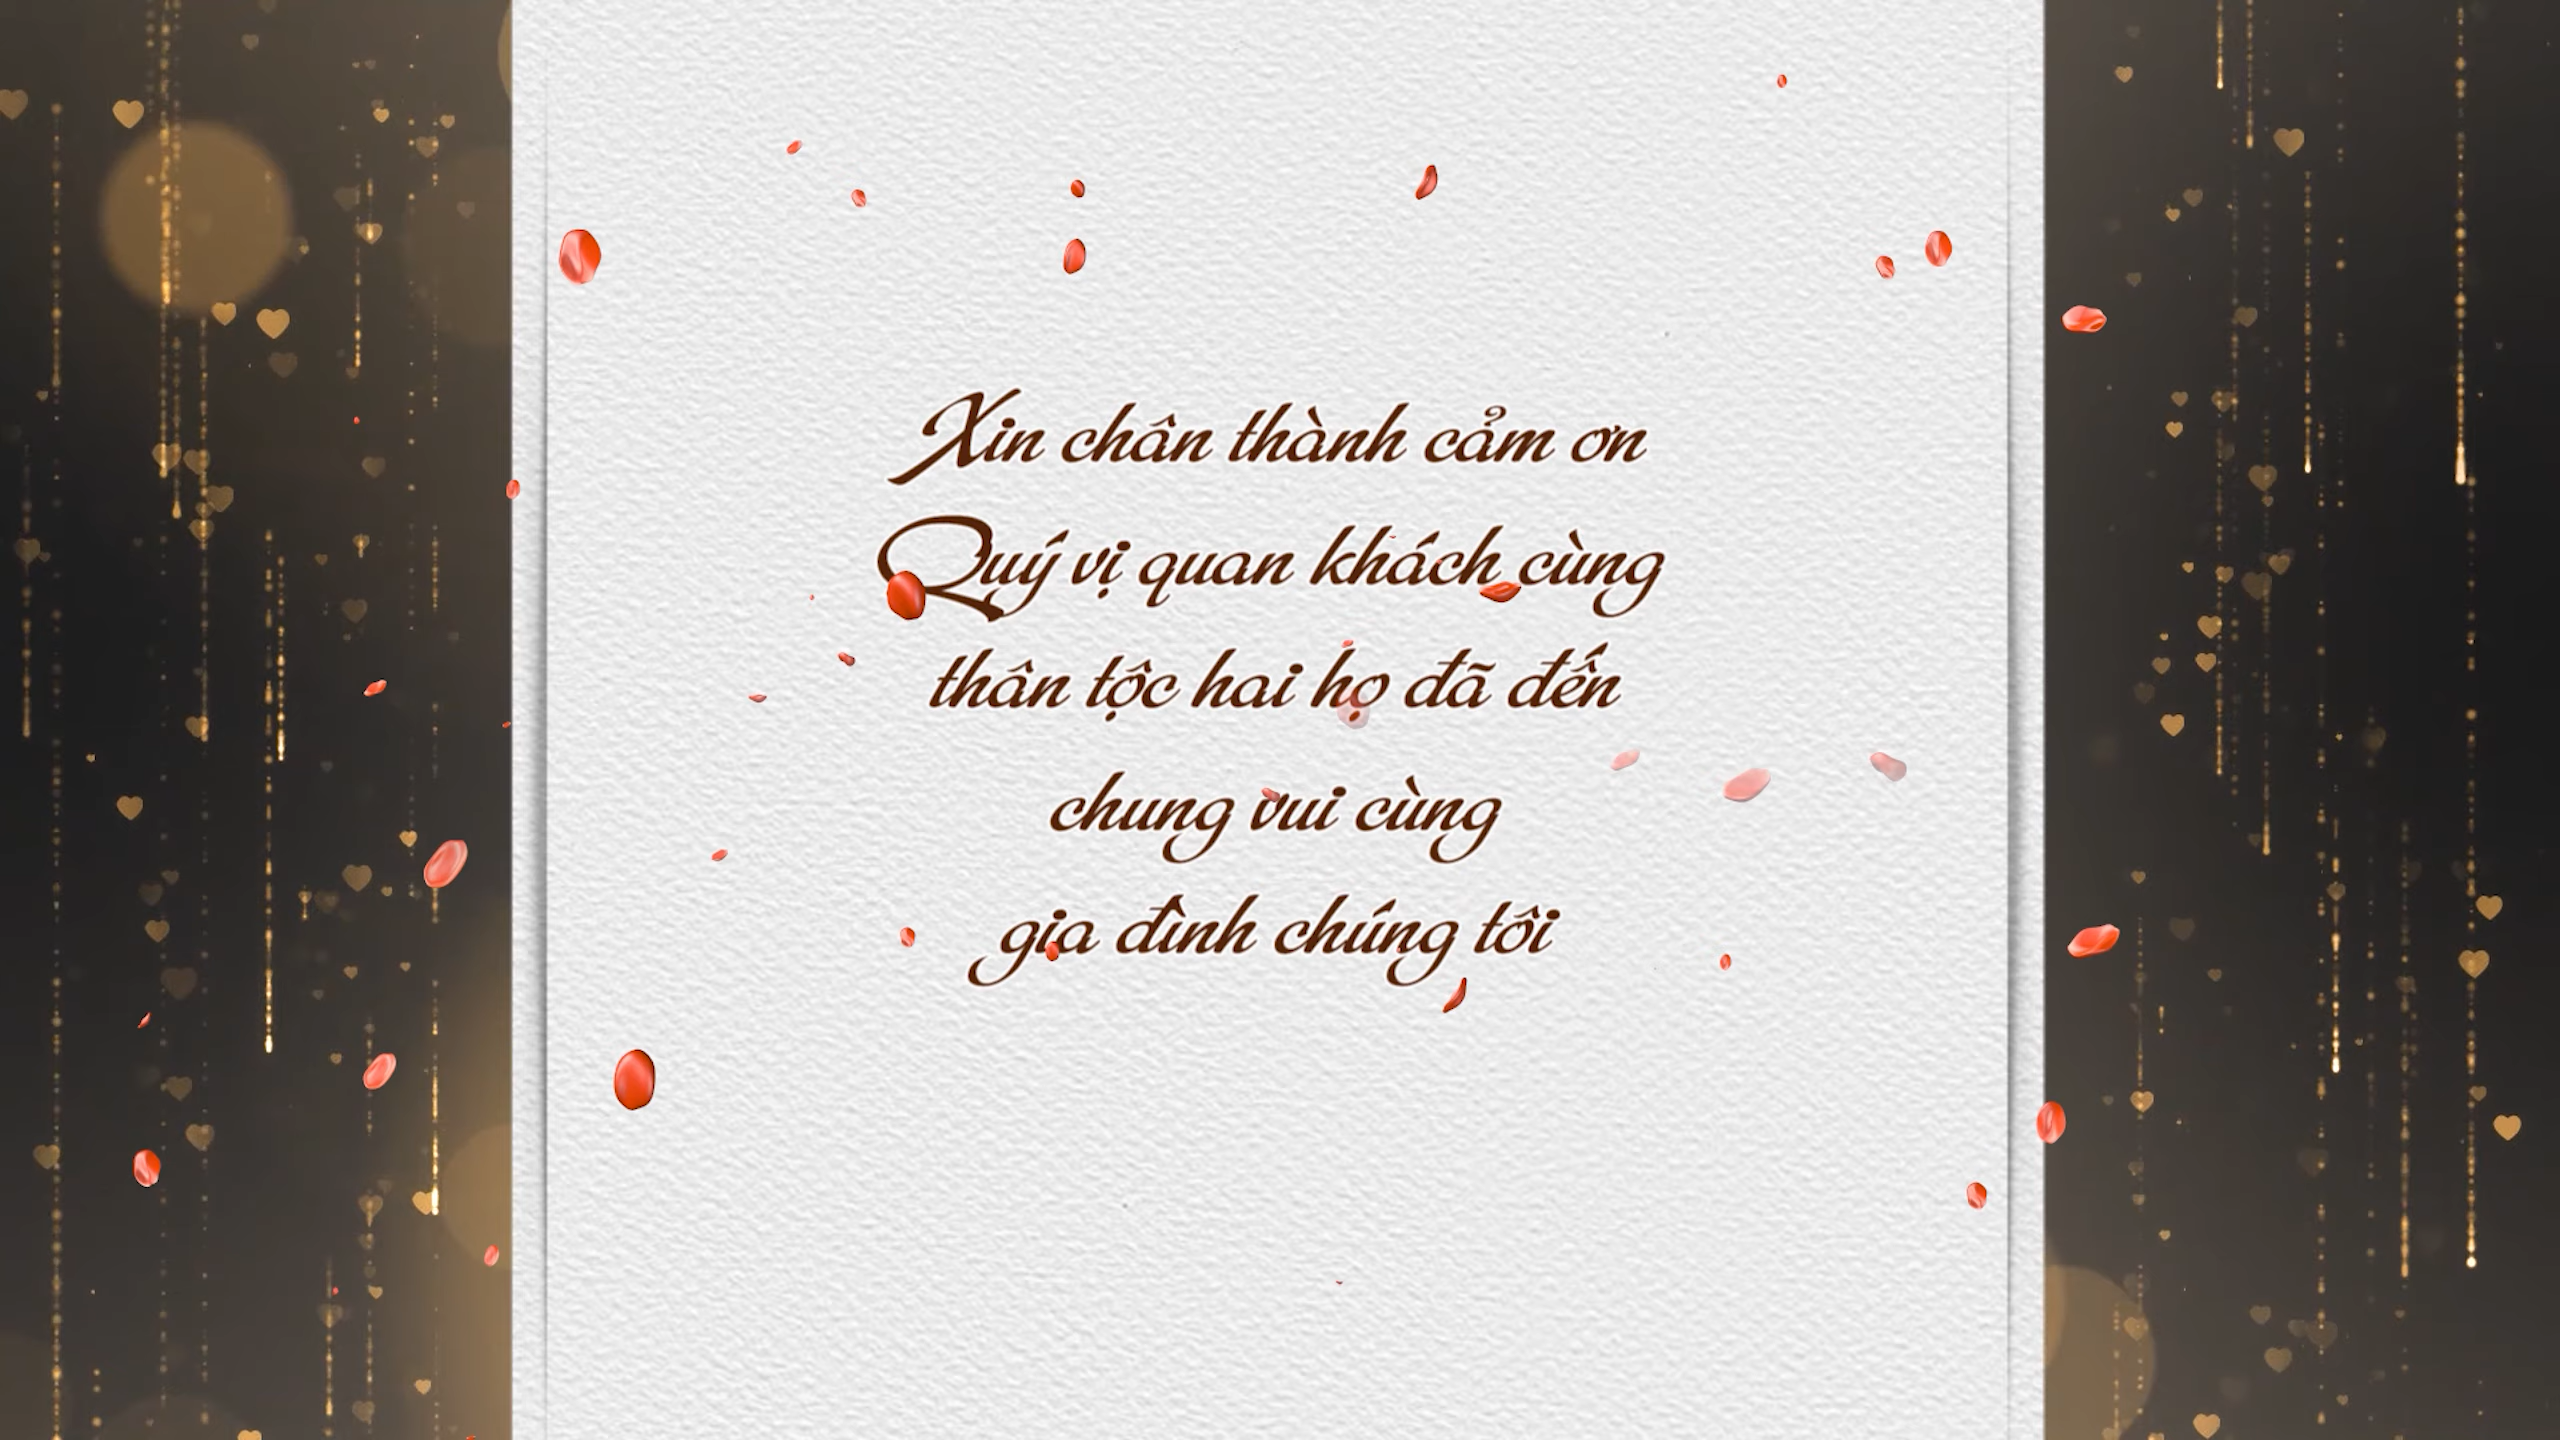 Xin chân thành cảm ơn
Quý vị quan khách cùng
thân tộc hai họ đã đến
chung vui cùng
gia đình chúng tôi